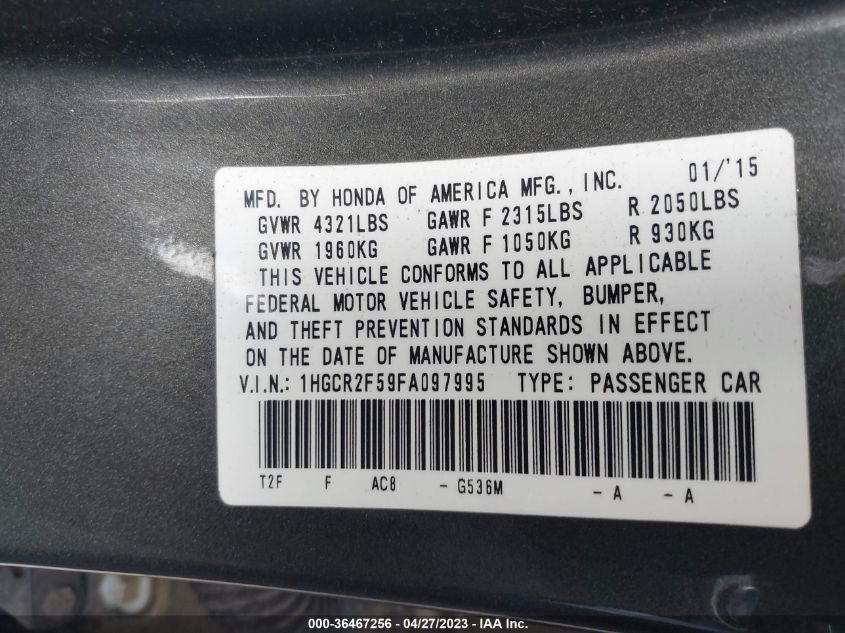 MFD. BY HONDA OF AMERICA MFG., INC. 01/'15
GVWR 4321LBS GAWR F 2315LBS R 2050LBS
GVWR 1960KG GAWR F 1050KG R 930KG
THIS VEHICLE CONFORMS TO ALL APPLICABLE
FEDERAL MOTOR VEHICLE SAFETY, BUMPER,
AND THEFT PREVENTION STANDARDS IN EFFECT
ON THE DATE OF MANUFACTURE SHOWN ABOVE.
V.I.N.: 1HGCR2F59FA097995 TYPE: PASSENGER CAR
T2F F AC8 - G536M - A - A
000-36467256 - 04/27/2023 - IAA Inc.